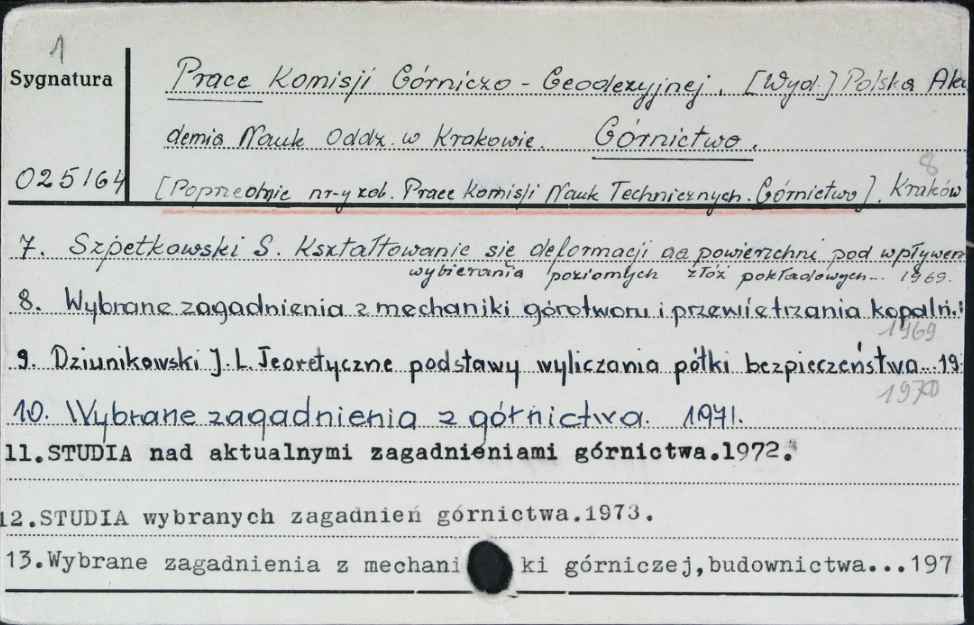 1
Sygnatura
Prace Komisji Górniczo - Geodezyjnej. [Wyd.] Polska Aka
demia Nauk Oddz. w Krakowie. Górnictwo.
8
025164
[Poprzednie nr-y zob. Prace Komisji Nauk Technicznych. Górnictwo]. Kraków
7. Szpetkowski S. Kształtowanie się deformacji na powierzchni pod wpływem
wybierania poziomych złóż pokładowych... 1969.
8. Wybrane zagadnienia z mechaniki górotworu i przewietrzania kopalń.
1969
9. Dziunikowski J. L. Teoretyczne podstawy wyliczania półki bezpieczeństwa... 19
1970
10. Wybrane zagadnienia z górnictwa. 1971.
11.STUDIA nad aktualnymi zagadnieniami górnictwa.1972.
12.STUDIA wybranych zagadnień górnictwa.1973.
13.Wybrane zagadnienia z mechani ki górniczej,budownictwa...197